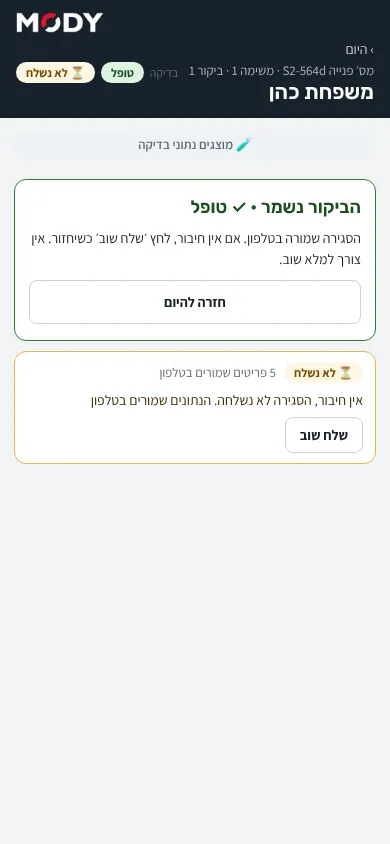 MODY
› היום
מס׳ פנייה S2-564d · משימה 1 · ביקור 1 בדיקה טופל ⏳ לא נשלח
משפחת כהן
🧪 מוצגים נתוני בדיקה
הביקור נשמר • ✓ טופל
הסגירה שמורה בטלפון. אם אין חיבור, לחץ ׳שלח שוב׳ כשיחזור. אין
צורך למלא שוב.
חזרה להיום
⏳ לא נשלח 5 פריטים שמורים בטלפון
אין חיבור, הסגירה לא נשלחה. הנתונים שמורים בטלפון
שלח שוב